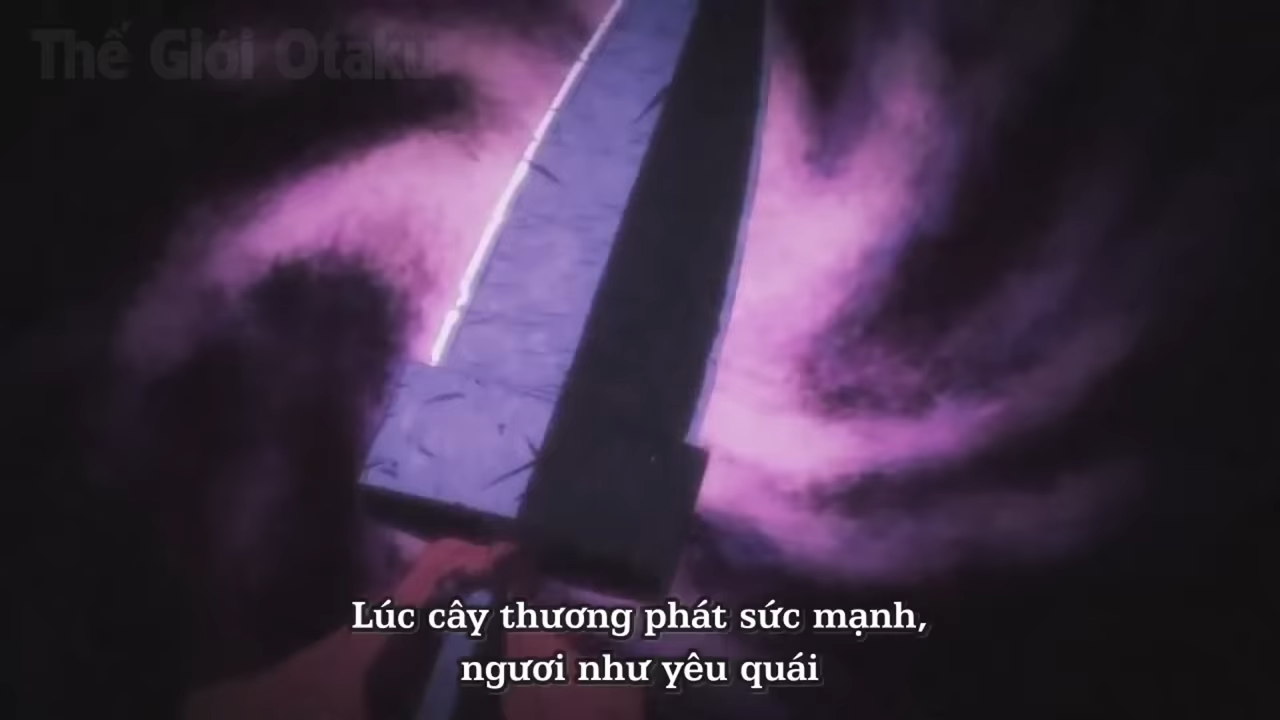 Thế Giới Otaku
Lúc cây thương phát sức mạnh,
ngươi như yêu quái